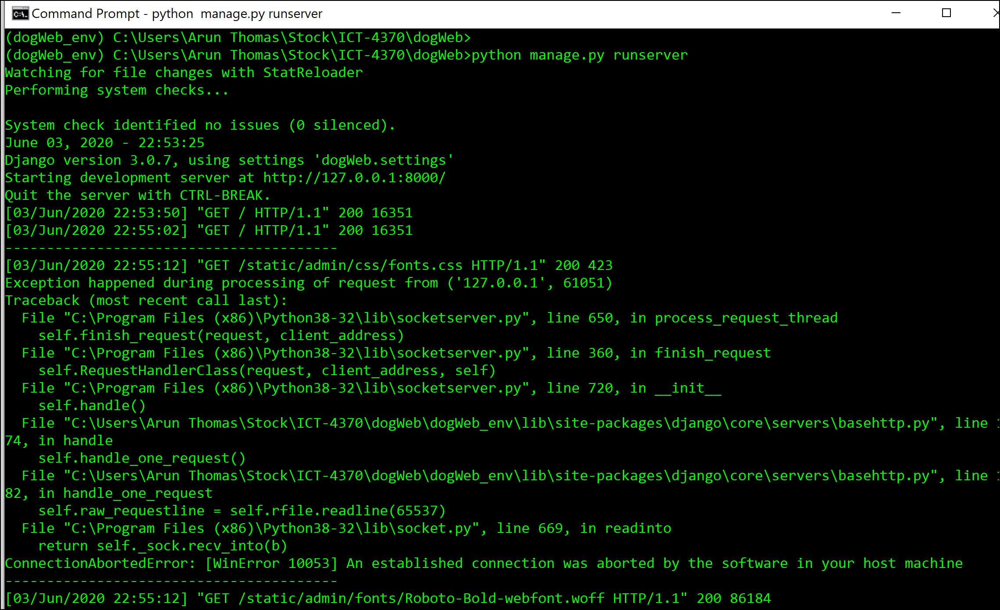 Command Prompt - python  manage.py runserver
(dogWeb_env) C:\Users\Arun Thomas\Stock\ICT-4370\dogWeb>
(dogWeb_env) C:\Users\Arun Thomas\Stock\ICT-4370\dogWeb>python manage.py runserver
Watching for file changes with StatReloader
Performing system checks...

System check identified no issues (0 silenced).
June 03, 2020 - 22:53:25
Django version 3.0.7, using settings 'dogWeb.settings'
Starting development server at http://127.0.0.1:8000/
Quit the server with CTRL-BREAK.
[03/Jun/2020 22:53:50] "GET / HTTP/1.1" 200 16351
[03/Jun/2020 22:55:02] "GET / HTTP/1.1" 200 16351
----------------------------------------
[03/Jun/2020 22:55:12] "GET /static/admin/css/fonts.css HTTP/1.1" 200 423
Exception happened during processing of request from ('127.0.0.1', 61051)
Traceback (most recent call last):
  File "C:\Program Files (x86)\Python38-32\lib\socketserver.py", line 650, in process_request_thread
    self.finish_request(request, client_address)
  File "C:\Program Files (x86)\Python38-32\lib\socketserver.py", line 360, in finish_request
    self.RequestHandlerClass(request, client_address, self)
  File "C:\Program Files (x86)\Python38-32\lib\socketserver.py", line 720, in __init__
    self.handle()
  File "C:\Users\Arun Thomas\Stock\ICT-4370\dogWeb\dogWeb_env\lib\site-packages\django\core\servers\basehttp.py", line 1
74, in handle
    self.handle_one_request()
  File "C:\Users\Arun Thomas\Stock\ICT-4370\dogWeb\dogWeb_env\lib\site-packages\django\core\servers\basehttp.py", line 1
82, in handle_one_request
    self.raw_requestline = self.rfile.readline(65537)
  File "C:\Program Files (x86)\Python38-32\lib\socket.py", line 669, in readinto
    return self._sock.recv_into(b)
ConnectionAbortedError: [WinError 10053] An established connection was aborted by the software in your host machine
----------------------------------------
[03/Jun/2020 22:55:12] "GET /static/admin/fonts/Roboto-Bold-webfont.woff HTTP/1.1" 200 86184